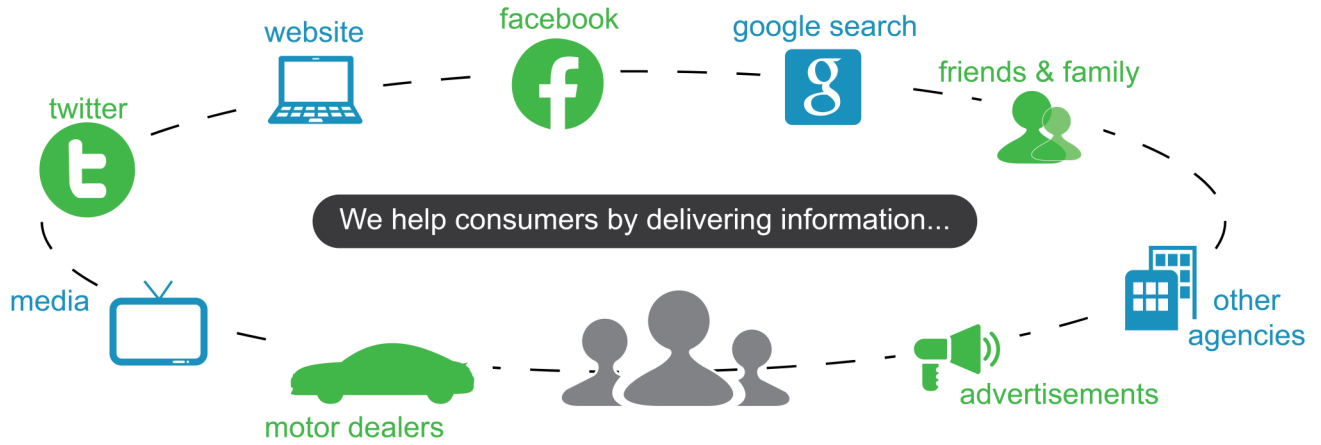 facebook
google search
website
friends & family
twitter
We help consumers by delivering information...
media
other
agencies
advertisements
motor dealers